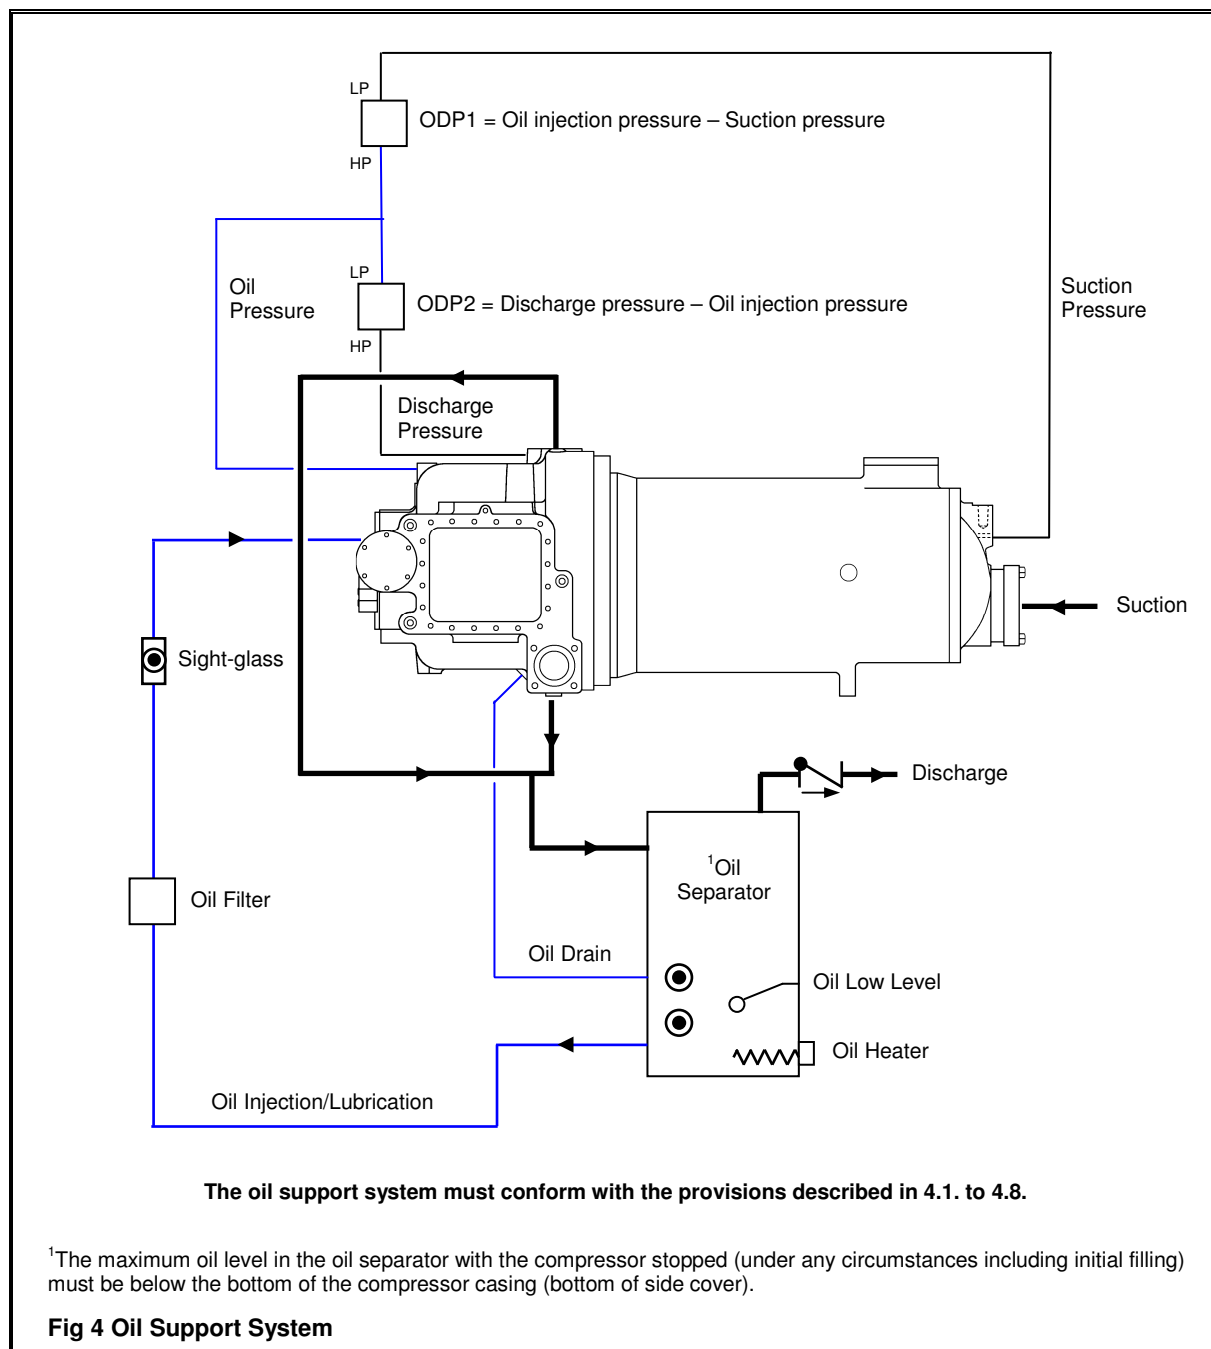 LP
ODP1 = Oil injection pressure – Suction pressure
HP
LP
Oil
Pressure
ODP2 = Discharge pressure – Oil injection pressure
Suction
Pressure
HP
Discharge
Pressure
Suction
Sight-glass
Discharge
1Oil
Separator
Oil Filter
Oil Drain
Oil Low Level
Oil Heater
Oil Injection/Lubrication
The oil support system must conform with the provisions described in 4.1. to 4.8.
1The maximum oil level in the oil separator with the compressor stopped (under any circumstances including initial filling)
must be below the bottom of the compressor casing (bottom of side cover).
Fig 4 Oil Support System